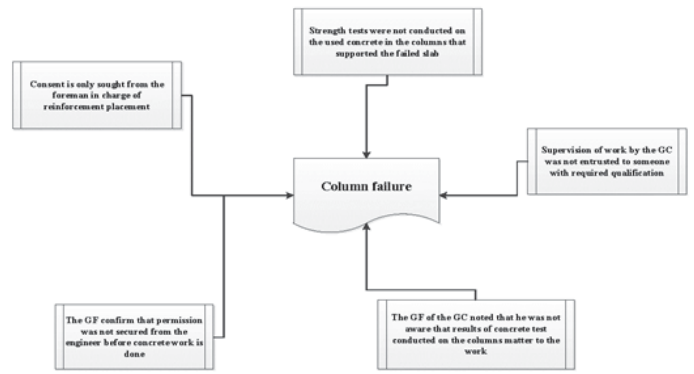 Strength tests were not conducted on
the used concrete in the columns that
supported the failed slab
Consent is only sought from the
foreman in charge of
reinforcement placement
Supervision of work by the GC
was not entrusted to someone
with required qualification
Column failure
The GF confirm that permission
was not secured from the
engineer before concrete work is
done
The GF of the GC noted that he was not
aware that results of concrete test
conducted on the columns matter to the
work